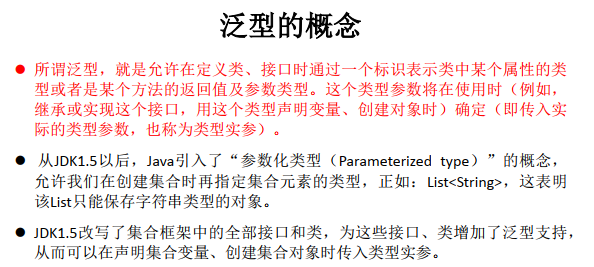 泛型的概念
所谓泛型，就是允许在定义类、接口时通过一个标识表示类中某个属性的类
型或者是某个方法的返回值及参数类型。这个类型参数将在使用时（例如，
继承或实现这个接口，用这个类型声明变量、创建对象时）确定（即传入实
际的类型参数，也称为类型实参）。
从JDK1.5以后，Java引入了“参数化类型（Parameterized type）”的概念，
允许我们在创建集合时再指定集合元素的类型，正如：List<String>，这表明
该List只能保存字符串类型的对象。
JDK1.5改写了集合框架中的全部接口和类，为这些接口、类增加了泛型支持，
从而可以在声明集合变量、创建集合对象时传入类型实参。